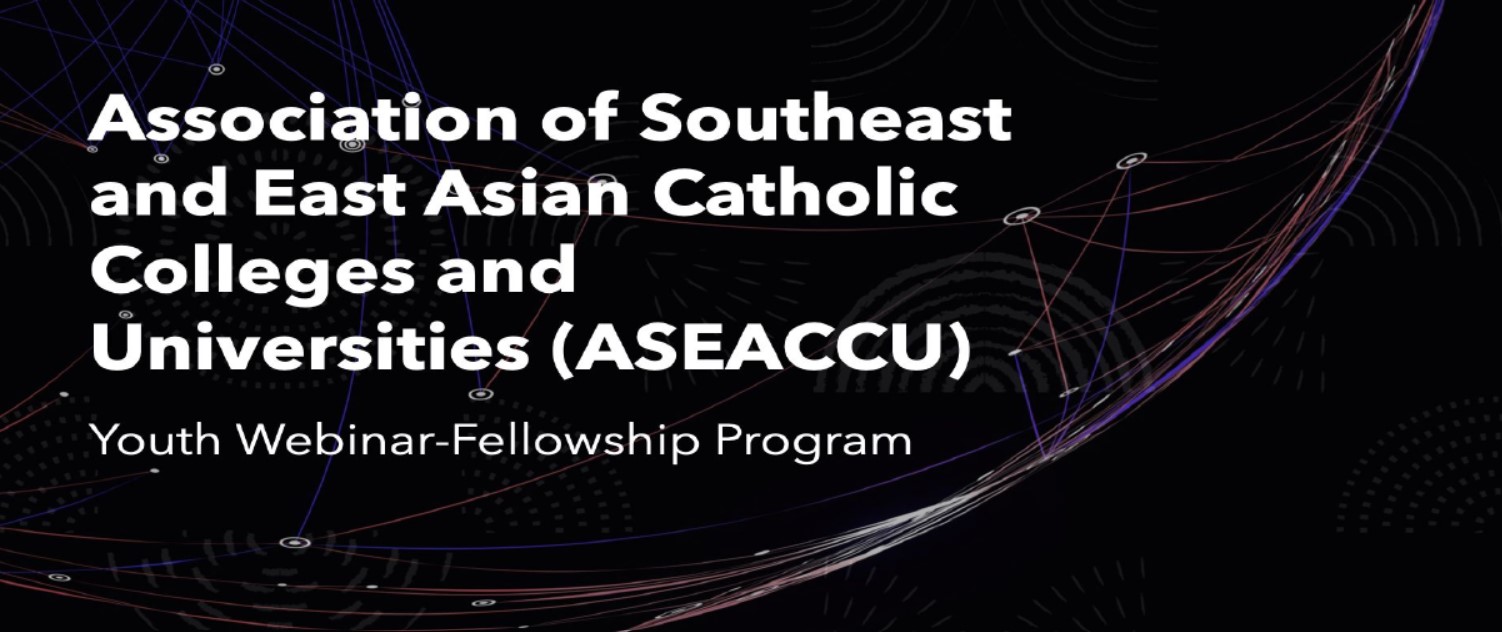 Association of Southeast
and East Asian Catholic
Colleges and
Universities (ASEACCU)
Youth Webinar-Fellowship Program